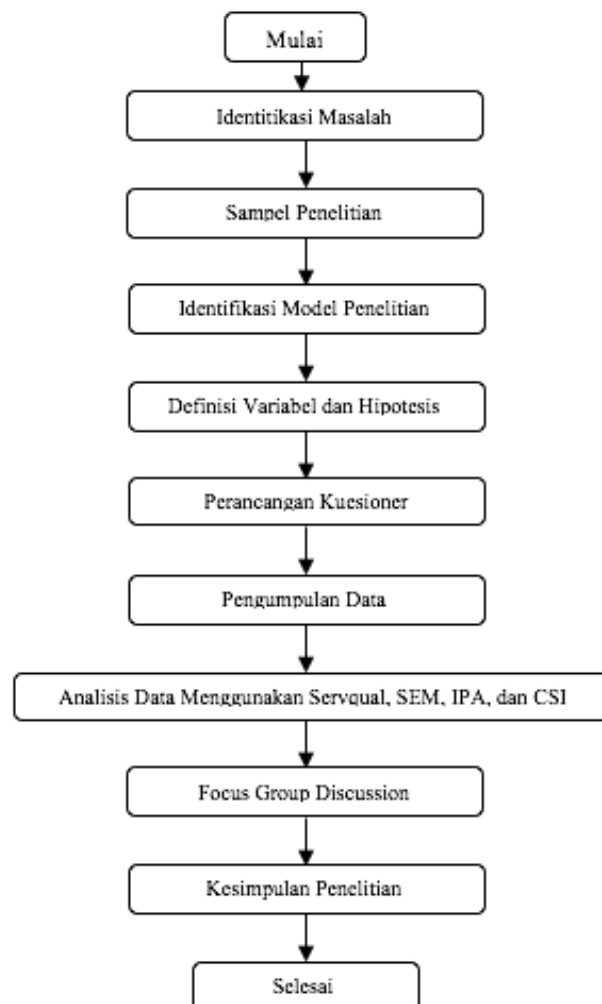 Mulai
Identitikasi Masalah
Sampel Penelitian
Identifikasi Model Penelitian
Definisi Variabel dan Hipotesis
Perancangan Kuesioner
Pengumpulan Data
Analisis Data Menggunakan Servqual, SEM, IPA, dan CSI
Focus Group Discussion
Kesimpulan Penelitian
Selesai